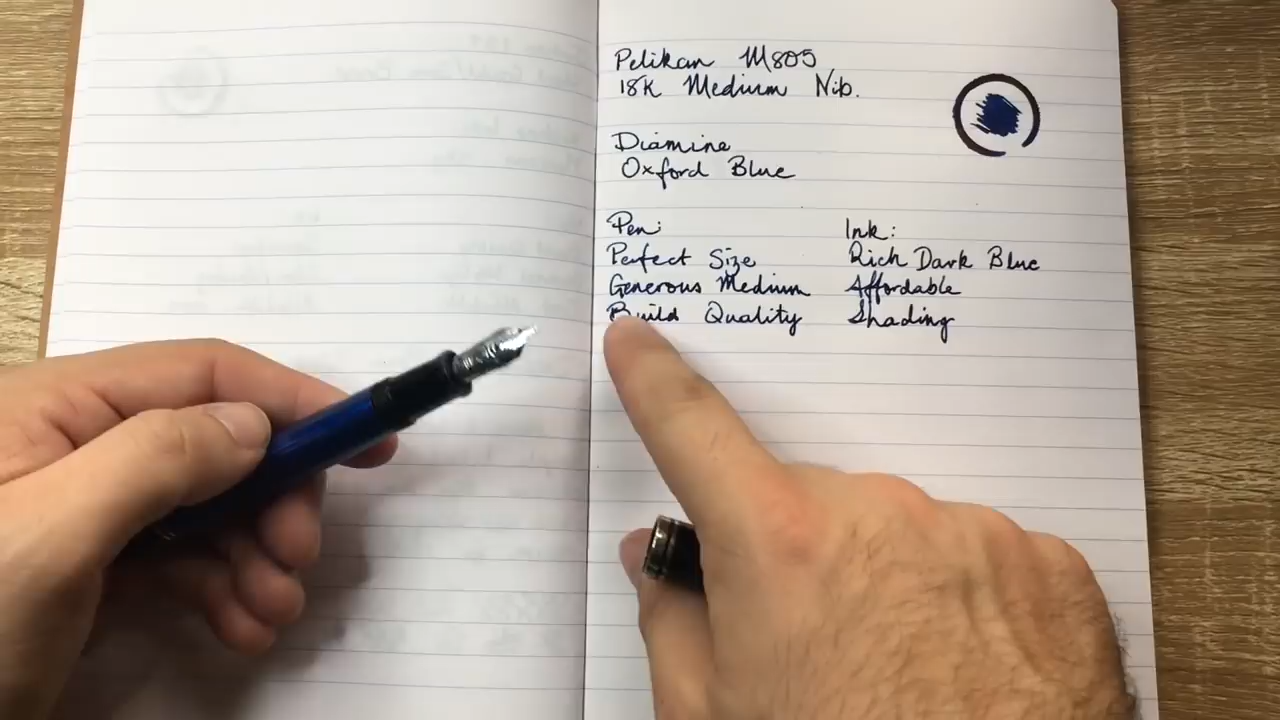 Pelikan M805
18K Medium Nib.
Diamine
Oxford Blue
Pen:
Perfect Size
Generous Medium
Build Quality
Ink:
Rich Dark Blue
Affordable
Shading